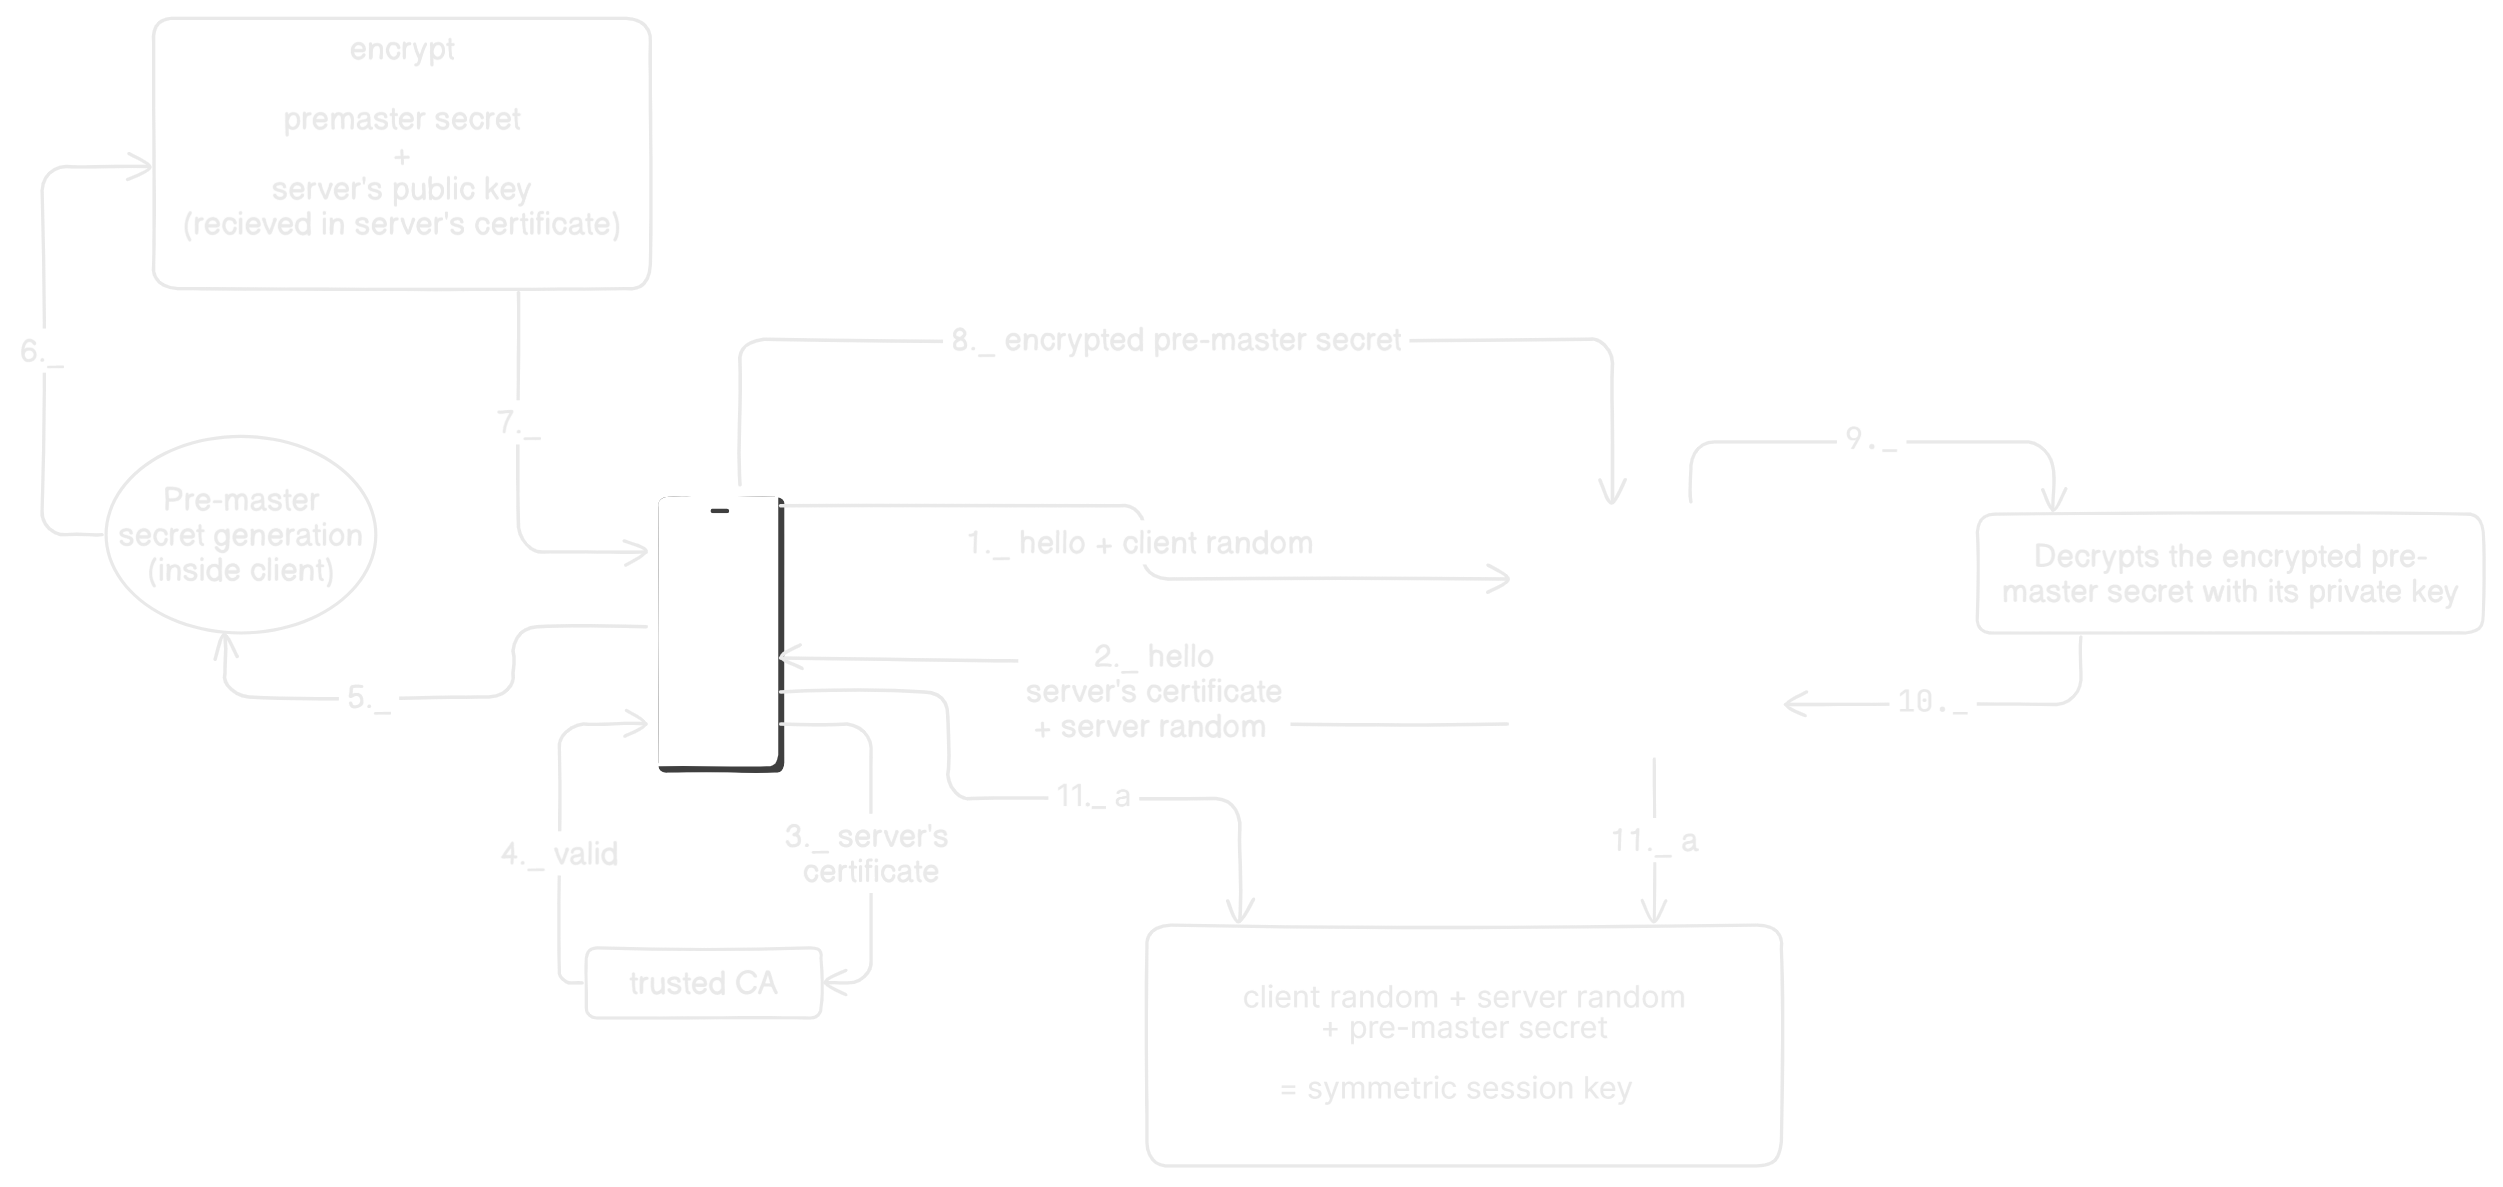 encrypt
premaster secret
+
server's public key
(recieved in server's certificate)
6._
7._
8._ encrypted pre-master secret
9._
Pre-master
secret generation
(inside client)
1._ hello + client random
Decrypts the encrypted pre-
master secret with its private key
2._ hello
server's certificate
+ server random
5._
10._
11._ a
3._ server's
certificate
4._ valid
11._ a
trusted CA
client random + server random
+ pre-master secret
= symmetric session key